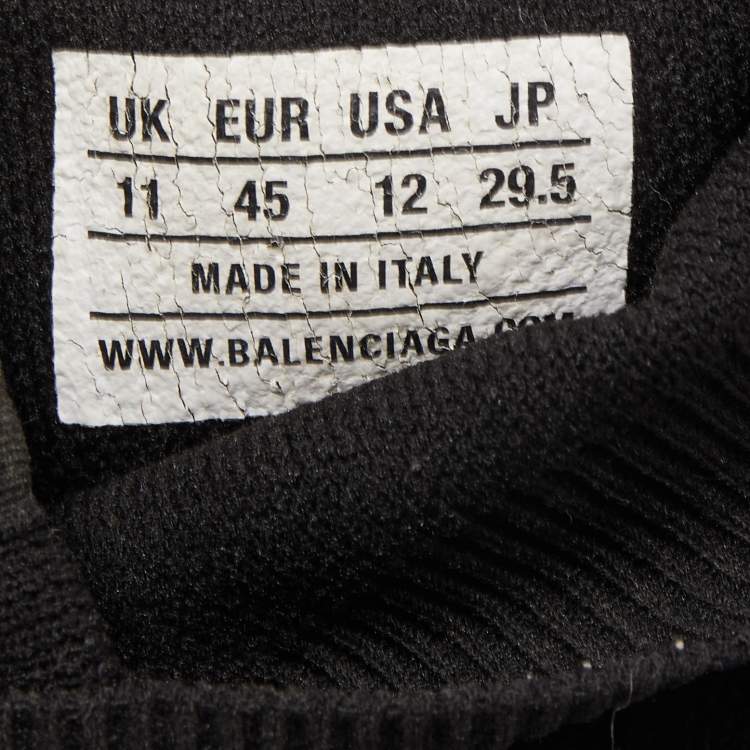 UK EUR USA JP
11 45 12 29.5
MADE IN ITALY
WWW.BALENCIAGA.COM